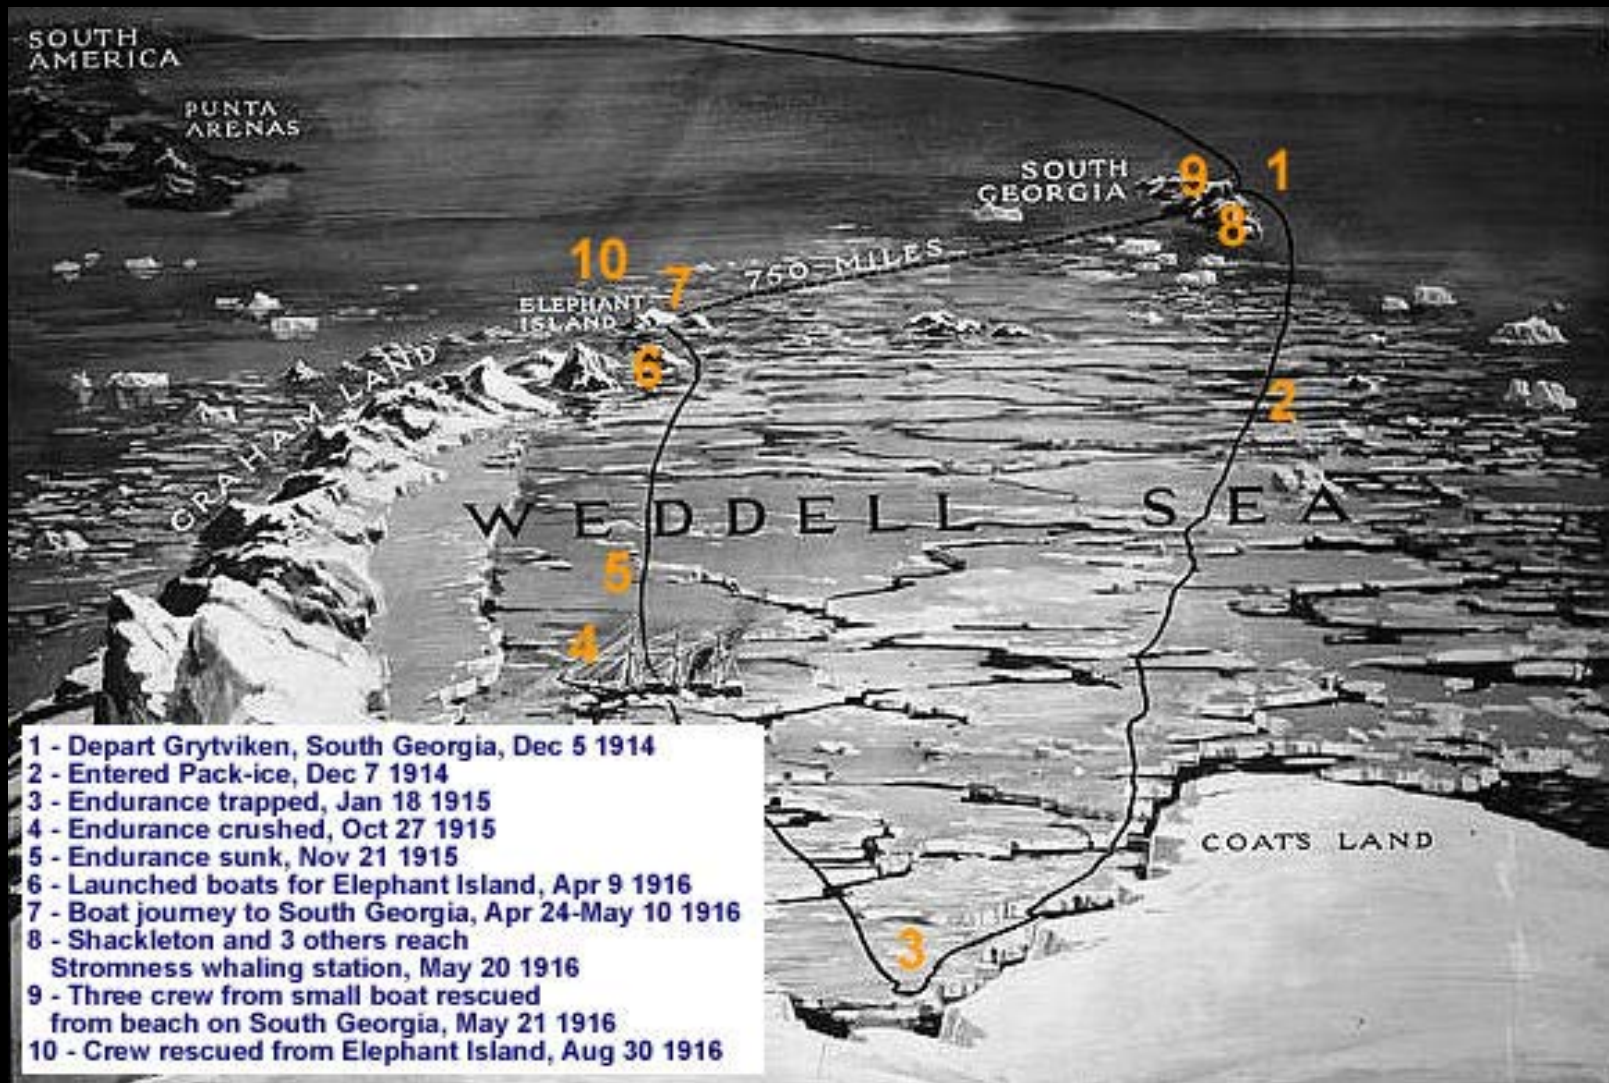 SOUTH
AMERICA
PUNTA
ARENAS
SOUTH
GEORGIA
9
1
8
10
7
750 MILES
ELEPHANT
ISLAND
6
GRAHAM LAND
2
WEDDELL SEA
5
4
COATS LAND
3
1 - Depart Grytviken, South Georgia, Dec 5 1914
2 - Entered Pack-ice, Dec 7 1914
3 - Endurance trapped, Jan 18 1915
4 - Endurance crushed, Oct 27 1915
5 - Endurance sunk, Nov 21 1915
6 - Launched boats for Elephant Island, Apr 9 1916
7 - Boat journey to South Georgia, Apr 24-May 10 1916
8 - Shackleton and 3 others reach
Stromness whaling station, May 20 1916
9 - Three crew from small boat rescued
from beach on South Georgia, May 21 1916
10 - Crew rescued from Elephant Island, Aug 30 1916